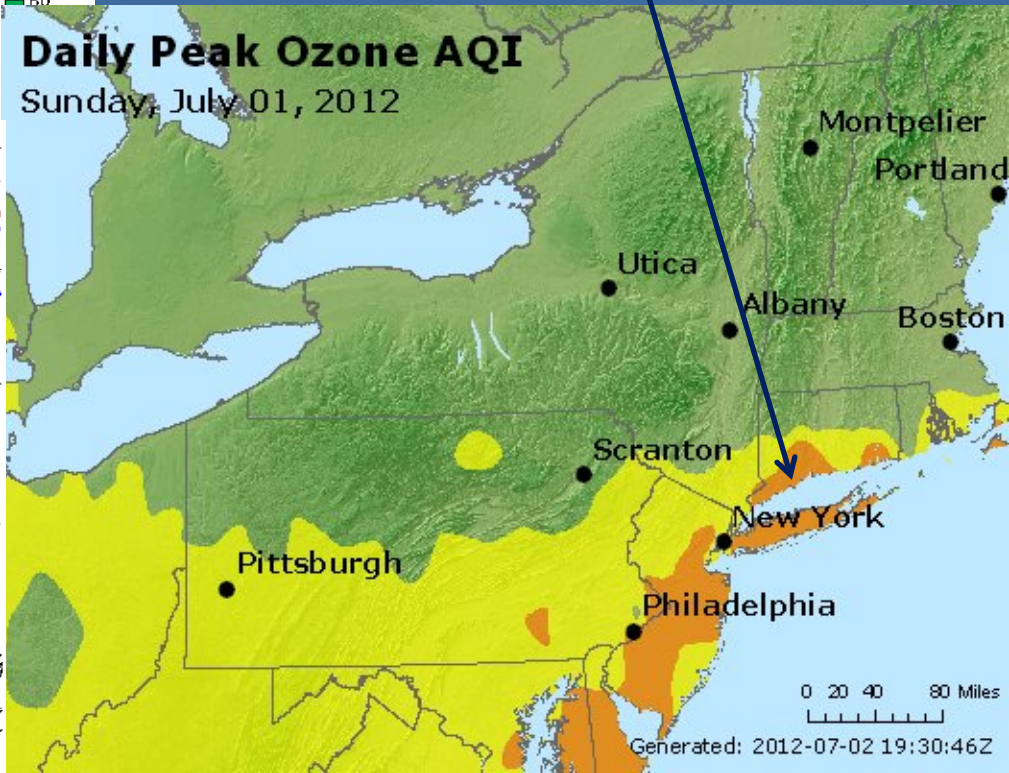 Daily Peak Ozone AQI
Sunday, July 01, 2012
Montpelier
Portland
Utica
Albany
Boston
Scranton
New York
Pittsburgh
Philadelphia
0 20 40 80 Miles
Generated: 2012-07-02 19:30:46Z